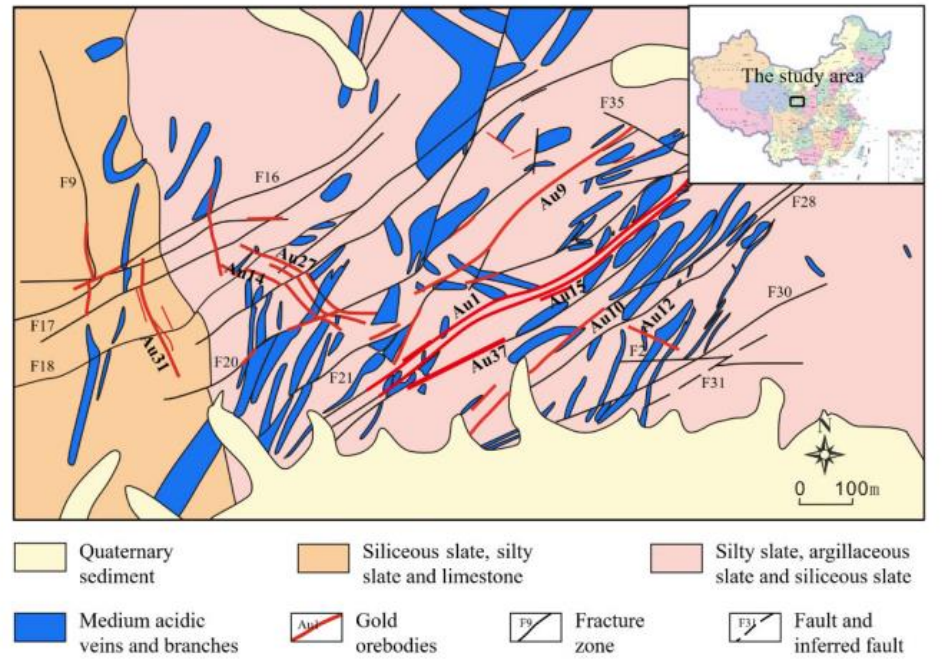 The study area
F35
F9
F16
Au9
F28
Au27
Au14
Au1
Au15
F30
F17
Au10
Au12
F18
Au31
F20
F21
Au37
F2
F31
N
0 100m
Quaternary
sediment
Siliceous slate, silty
slate and limestone
Silty slate, argillaceous
slate and siliceous slate
Medium acidic
veins and branches
Au1
Gold
orebodies
F9
Fracture
zone
F31
Fault and
inferred fault